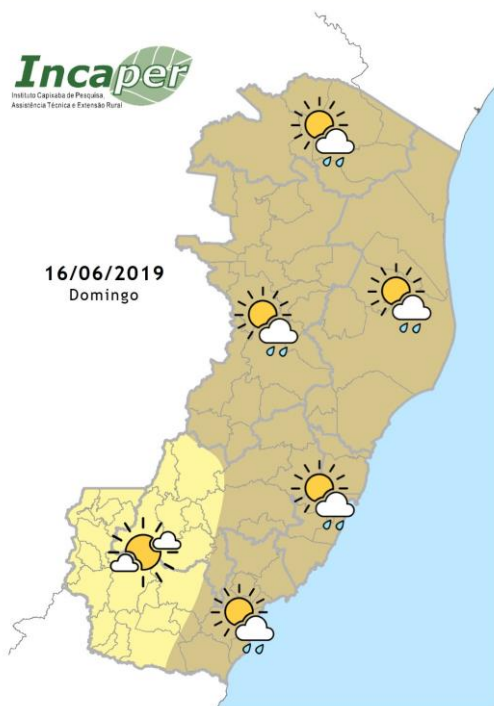 Incaper
Instituto Capixaba de Pesquisa,
Assistência Técnica e Extensão Rural
16/06/2019
Domingo